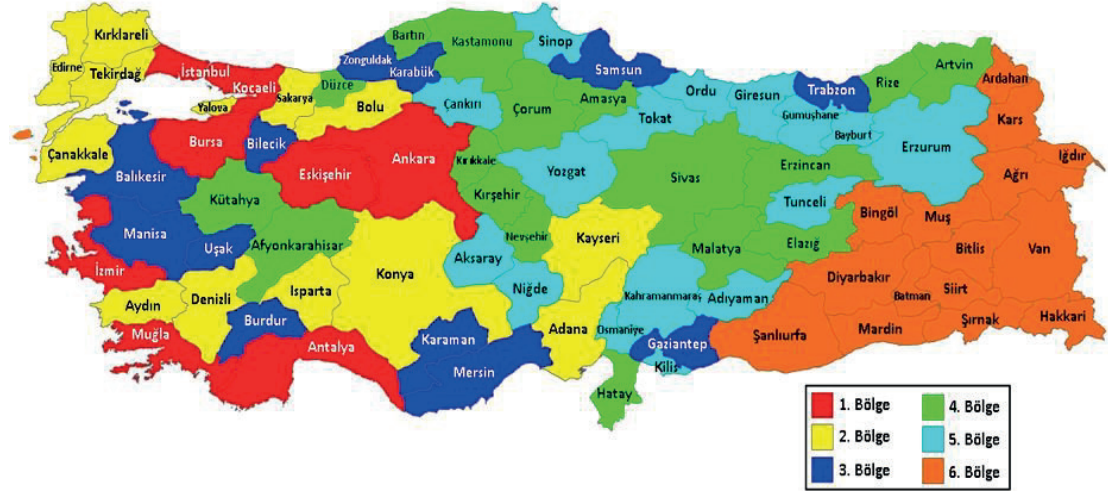 Kırklareli
Edirne
Tekirdağ
İstanbul
Kocaeli
Yalova
Sakarya
Düzce
Bolu
Zonguldak
Bartın
Karabük
Kastamonu
Sinop
Samsun
Çankırı
Çorum
Amasya
Ordu
Giresun
Trabzon
Rize
Artvin
Ardahan
Kars
Iğdır
Tokat
Gumuşhane
Bayburt
Erzurum
Ağrı
Çanakkale
Bursa
Bilecik
Balıkesir
Eskişehir
Ankara
Kırıkkale
Kırşehir
Yozgat
Sivas
Erzincan
Tunceli
Bingöl
Muş
Kütahya
Manisa
Uşak
Afyonkarahisar
Nevşehir
Kayseri
Malatya
Elazığ
Bitlis
Van
İzmir
Konya
Aksaray
Niğde
Diyarbakır
Batman
Siirt
Aydın
Denizli
Isparta
Kahramanmaraş
Adıyaman
Şanlıurfa
Mardin
Şırnak
Hakkari
Muğla
Burdur
Antalya
Karaman
Mersin
Adana
Osmaniye
Gaziantep
Kilis
Hatay
1. Bölge
2. Bölge
3. Bölge
4. Bölge
5. Bölge
6. Bölge